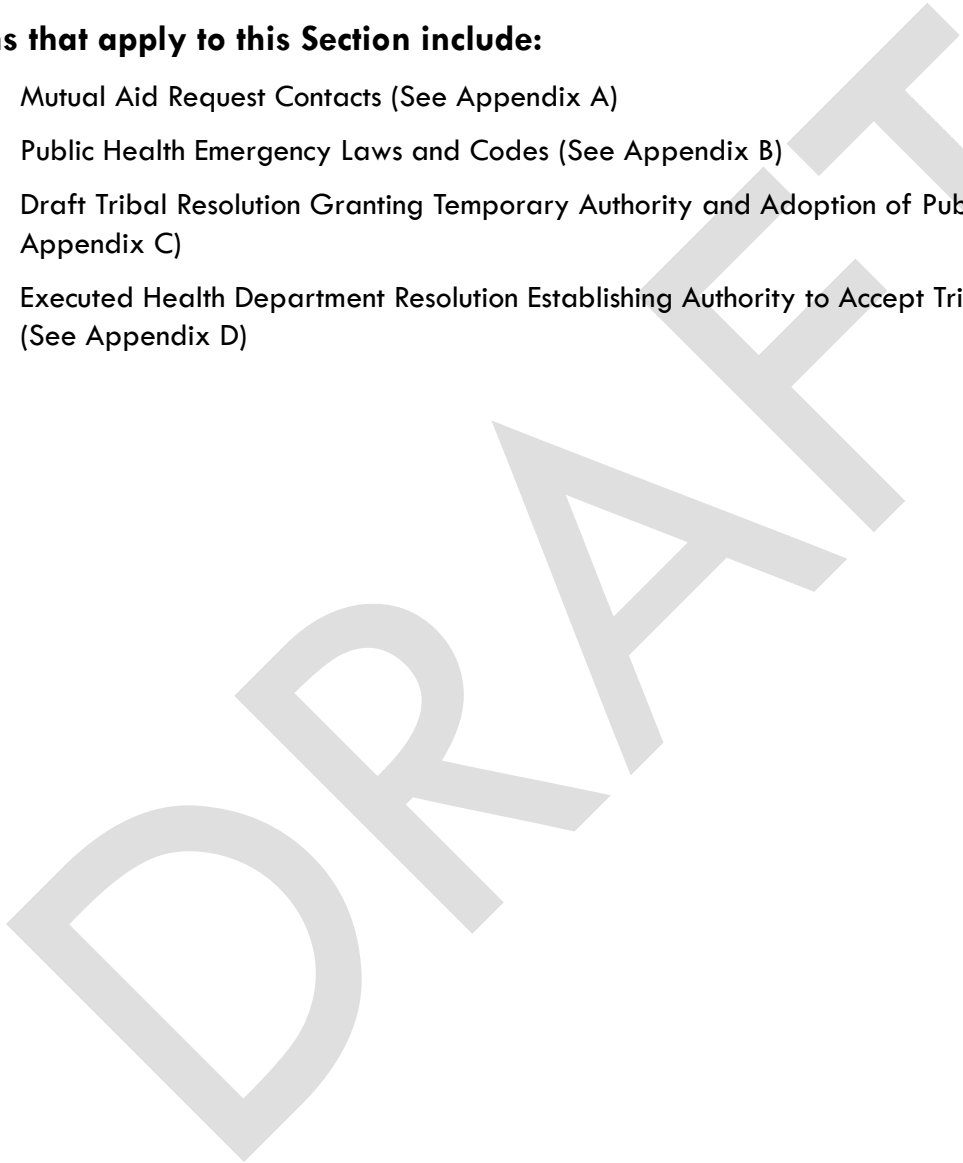 s that apply to this Section include:
Mutual Aid Request Contacts (See Appendix A)
Public Health Emergency Laws and Codes (See Appendix B)
Draft Tribal Resolution Granting Temporary Authority and Adoption of Pub
Appendix C)
Executed Health Department Resolution Establishing Authority to Accept Tri
(See Appendix D)
DRAFT